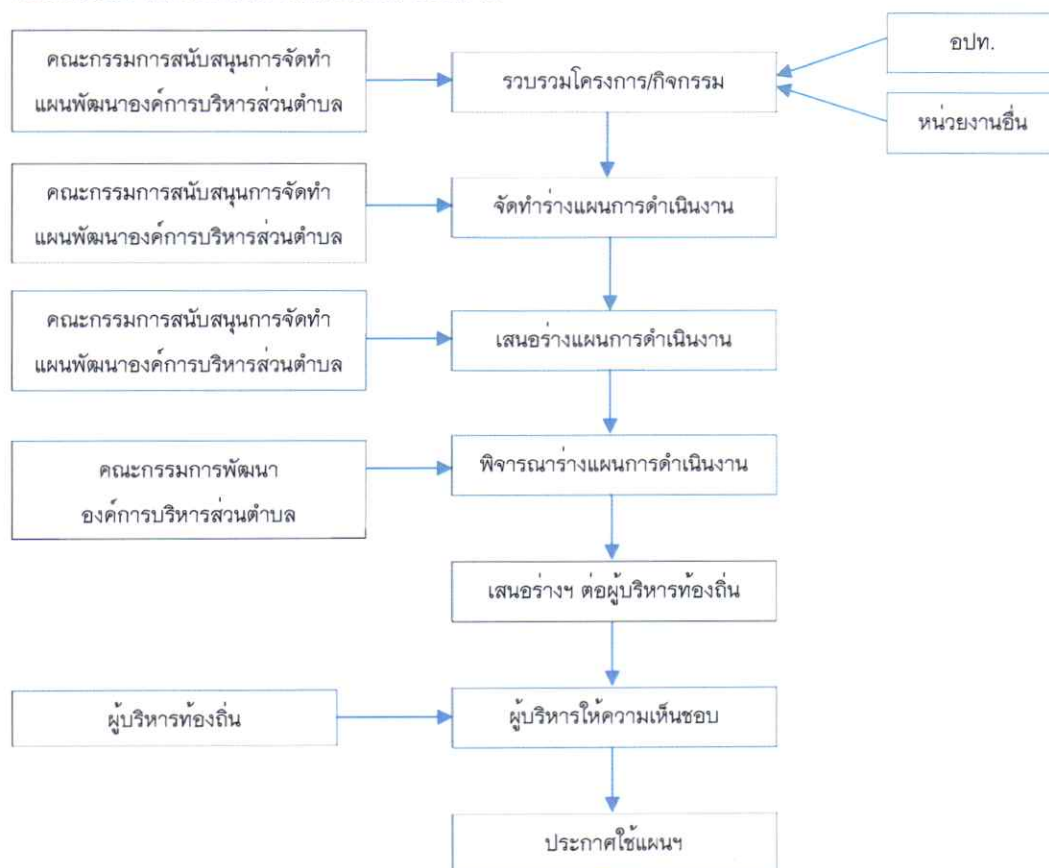 คณะกรรมการสนับสนุนการจัดทำ
แผนพัฒนาองค์การบริหารส่วนตำบล
รวบรวมโครงการ/กิจกรรม
อปท.
หน่วยงานอื่น
คณะกรรมการสนับสนุนการจัดทำ
แผนพัฒนาองค์การบริหารส่วนตำบล
จัดทำร่างแผนการดำเนินงาน
คณะกรรมการสนับสนุนการจัดทำ
แผนพัฒนาองค์การบริหารส่วนตำบล
เสนอร่างแผนการดำเนินงาน
คณะกรรมการพัฒนา
องค์การบริหารส่วนตำบล
พิจารณาร่างแผนการดำเนินงาน
เสนอร่างฯ ต่อผู้บริหารท้องถิ่น
ผู้บริหารท้องถิ่น
ผู้บริหารให้ความเห็นชอบ
ประกาศใช้แผนฯ